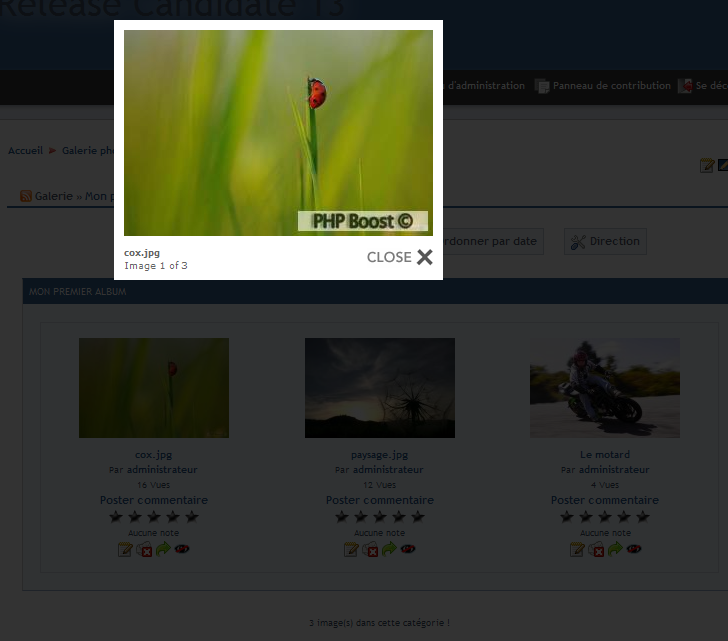 Release Candidate 13
d'administration
Panneau de contribution
Se déc
Accueil
Galerie pho
Galerie » Mon p
PHP Boost ©
cox.jpg
Image 1 of 3
CLOSE
rdonner par date
Direction
MON PREMIER ALBUM
cox.jpg
Par administrateur
16 Vues
Poster commentaire
Aucune note
paysage.jpg
Par administrateur
12 Vues
Poster commentaire
Aucune note
Le motard
Par administrateur
4 Vues
Poster commentaire
Aucune note
3 image(s) dans cette catégorie !